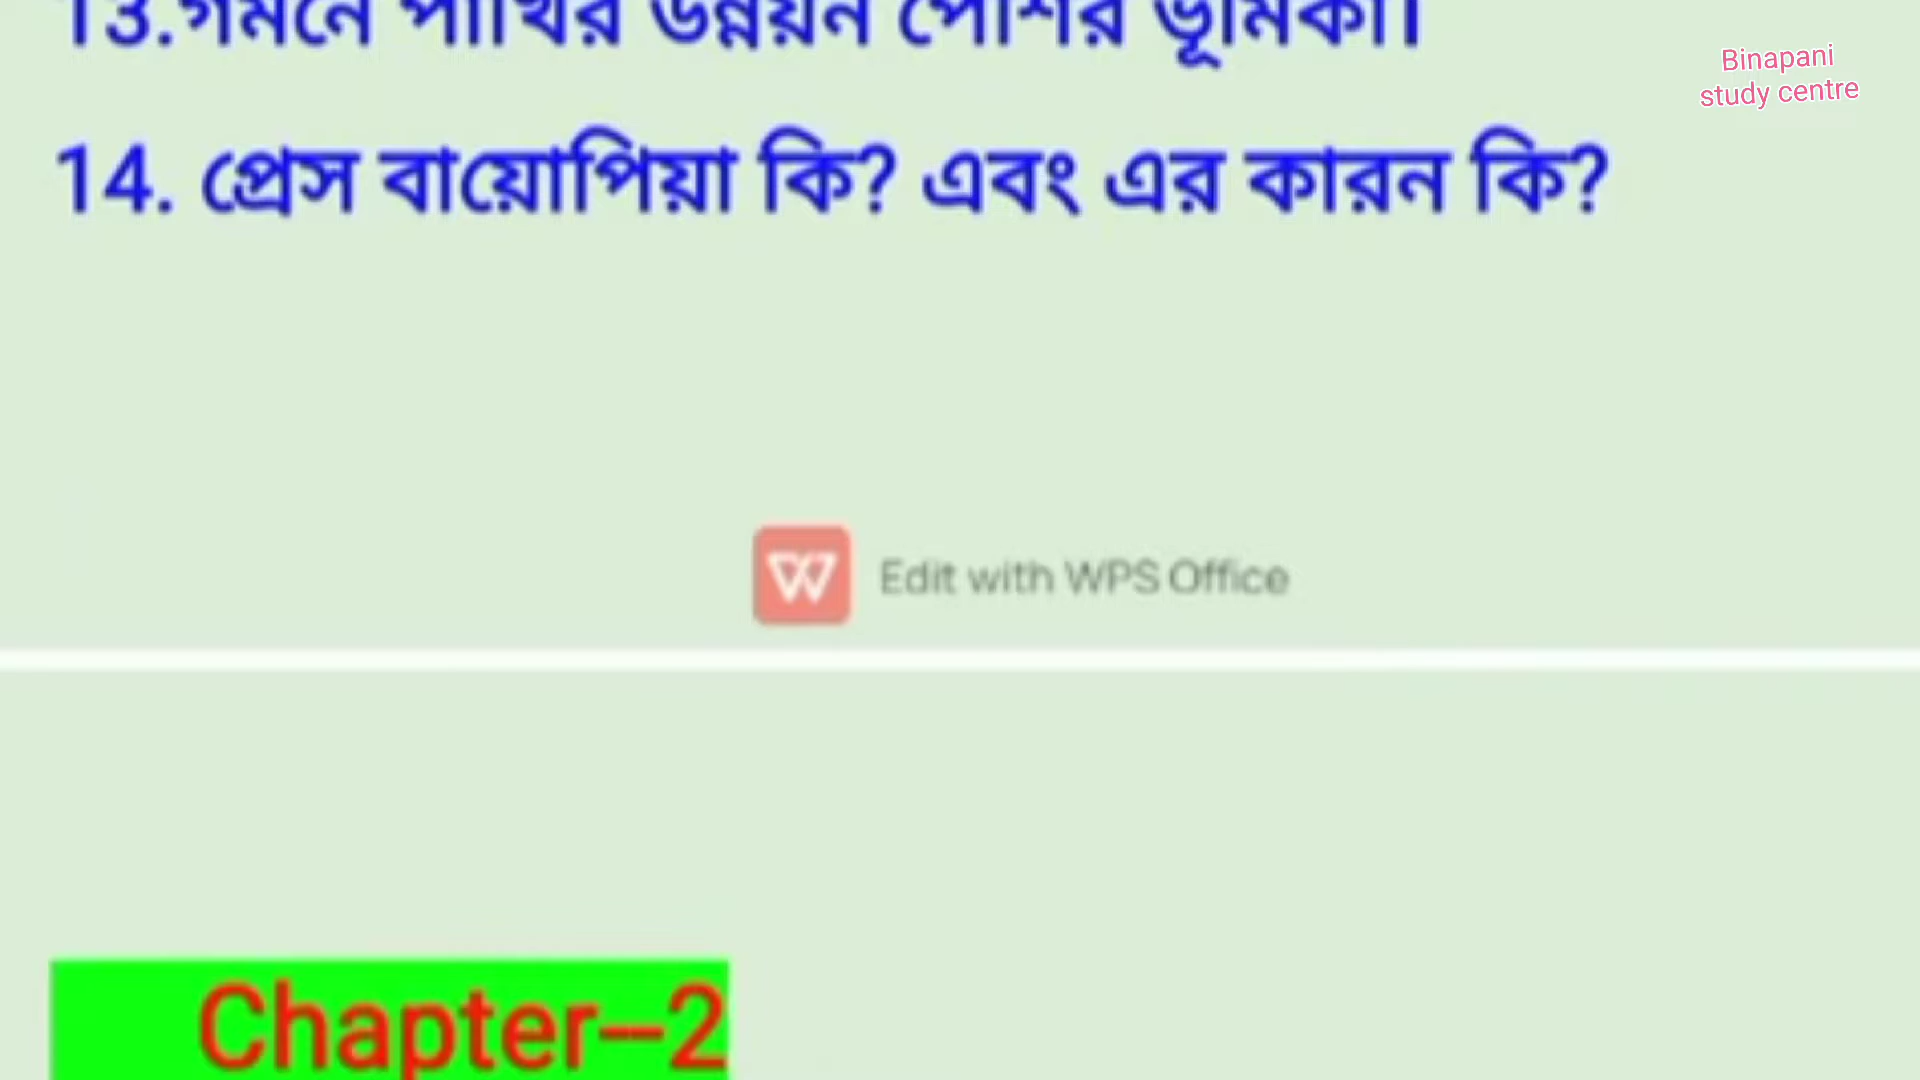 13.গমনে পাখির উন্নয়ন পেশির ভূমিকা।
Binapani
study centre
14. প্রেস বায়োপিয়া কি? এবং এর কারন কি?
Edit with WPS Office
Chapter–2